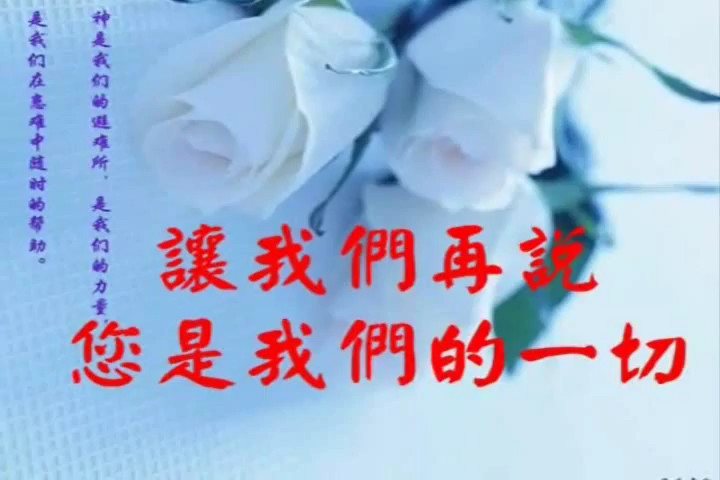 神是我们的避难所，是我们的力量，
是我们在患难中随时的帮助。
讓我們再說
您是我們的一切